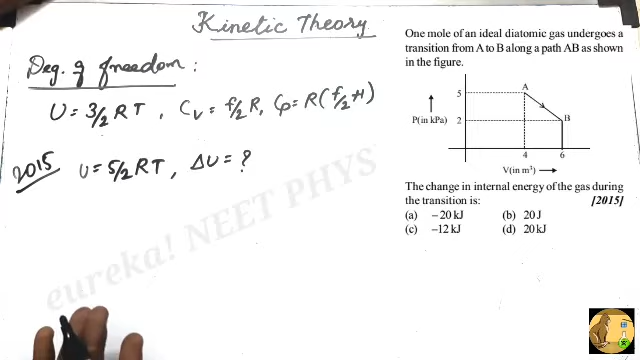 Kinetic Theory
Deg. of freedom :
U = 3/2 RT , Cv = f/2 R, Cp = R(f/2 +1)
2015 U = 5/2 RT , ΔU = ?
eureka! NEET PHYS
One mole of an ideal diatomic gas undergoes a
transition from A to B along a path AB as shown
in the figure.
A
5
B
P(in kPa)
2
4 6
V(in m³)
The change in internal energy of the gas during
the transition is: [2015]
(a) –20 kJ (b) 20 J
(c) –12 kJ (d) 20 kJ